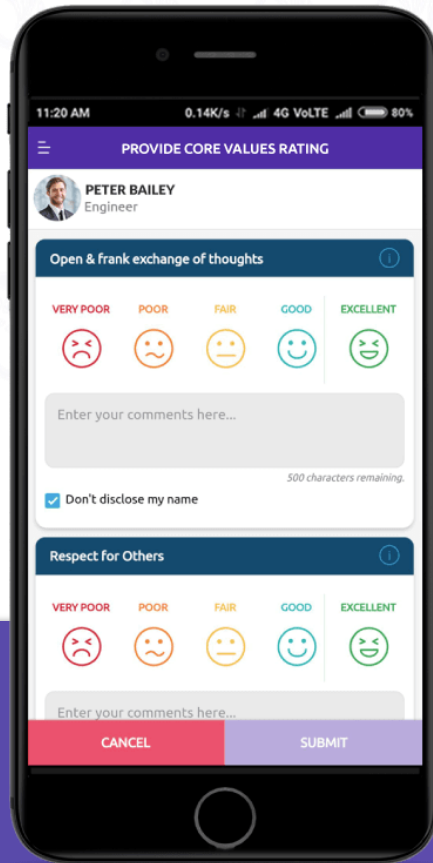 11:20 AM 0.14K/s 4G VoLTE 80%
PROVIDE CORE VALUES RATING
PETER BAILEY
Engineer
Open & frank exchange of thoughts i
VERY POOR POOR FAIR GOOD EXCELLENT
Enter your comments here...
500 characters remaining.
Don't disclose my name
Respect for Others i
VERY POOR POOR FAIR GOOD EXCELLENT
Enter your comments here...
CANCEL SUBMIT